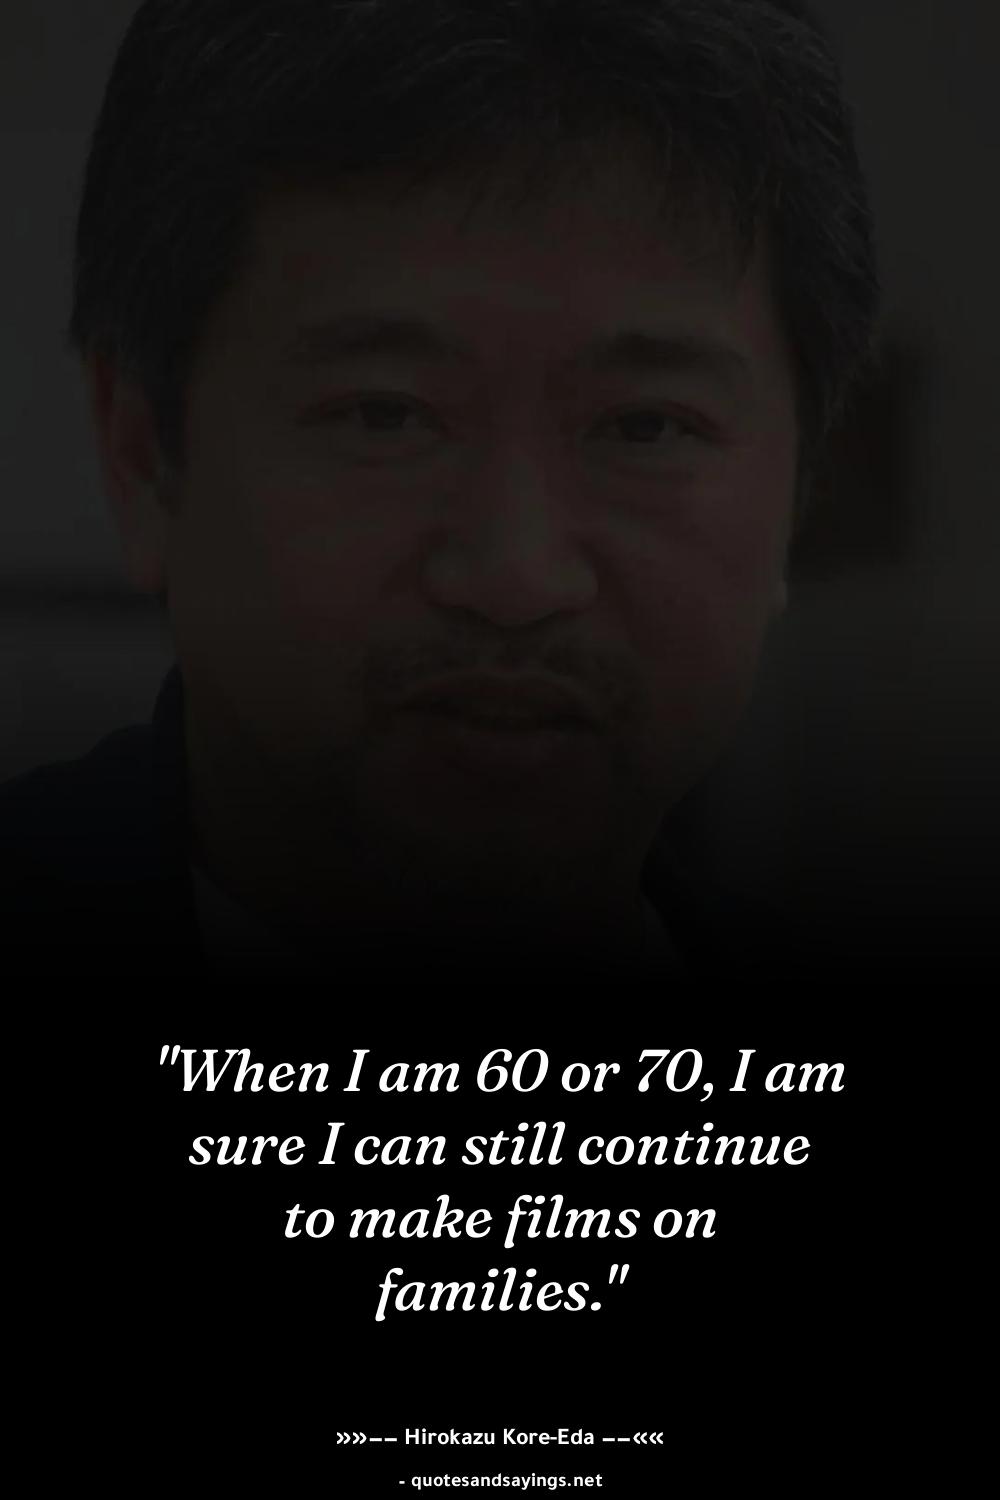 "When I am 60 or 70, I am
sure I can still continue
to make films on
families."
»»–– Hirokazu Kore-Eda ––««
- quotesandsayings.net